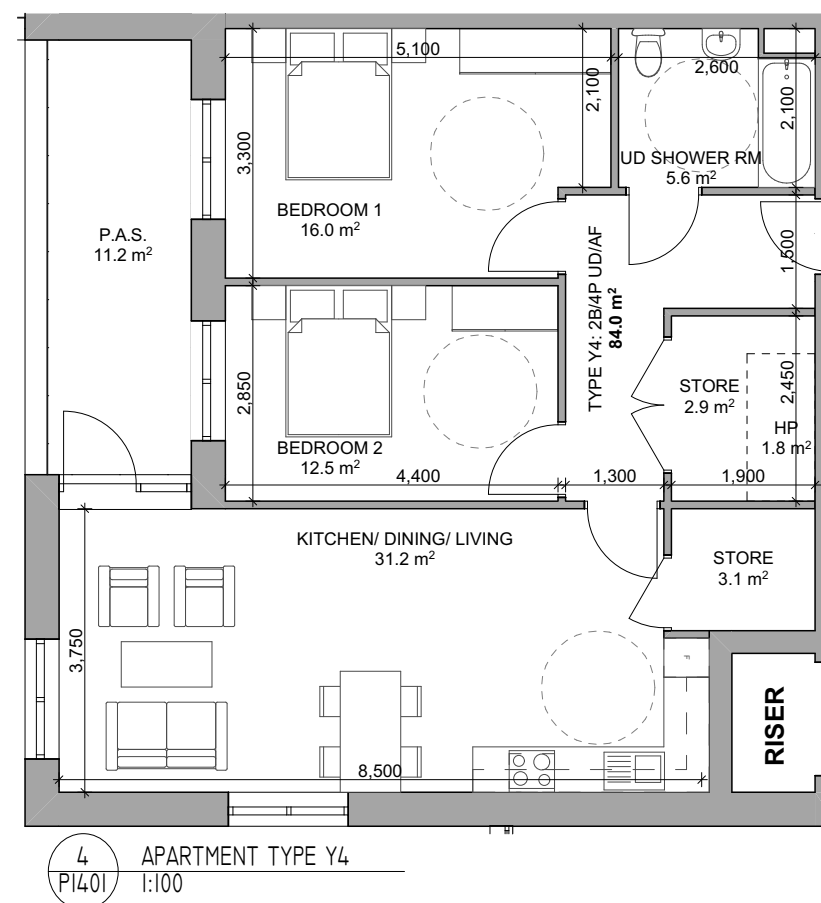 5,100
2,600
2,100
2,100
3,300
UD SHOWER RM
5.6 m²
BEDROOM 1
16.0 m²
P.A.S.
11.2 m²
1,500
TYPE Y4: 2B/4P UD/AF
84.0 m²
2,850
STORE
2.9 m²
2,450
HP
1.8 m²
BEDROOM 2
12.5 m²
4,400
1,300
1,900
KITCHEN/ DINING/ LIVING
31.2 m²
STORE
3.1 m²
3,750
F
RISER
8,500
4
P1401
APARTMENT TYPE Y4
1:100